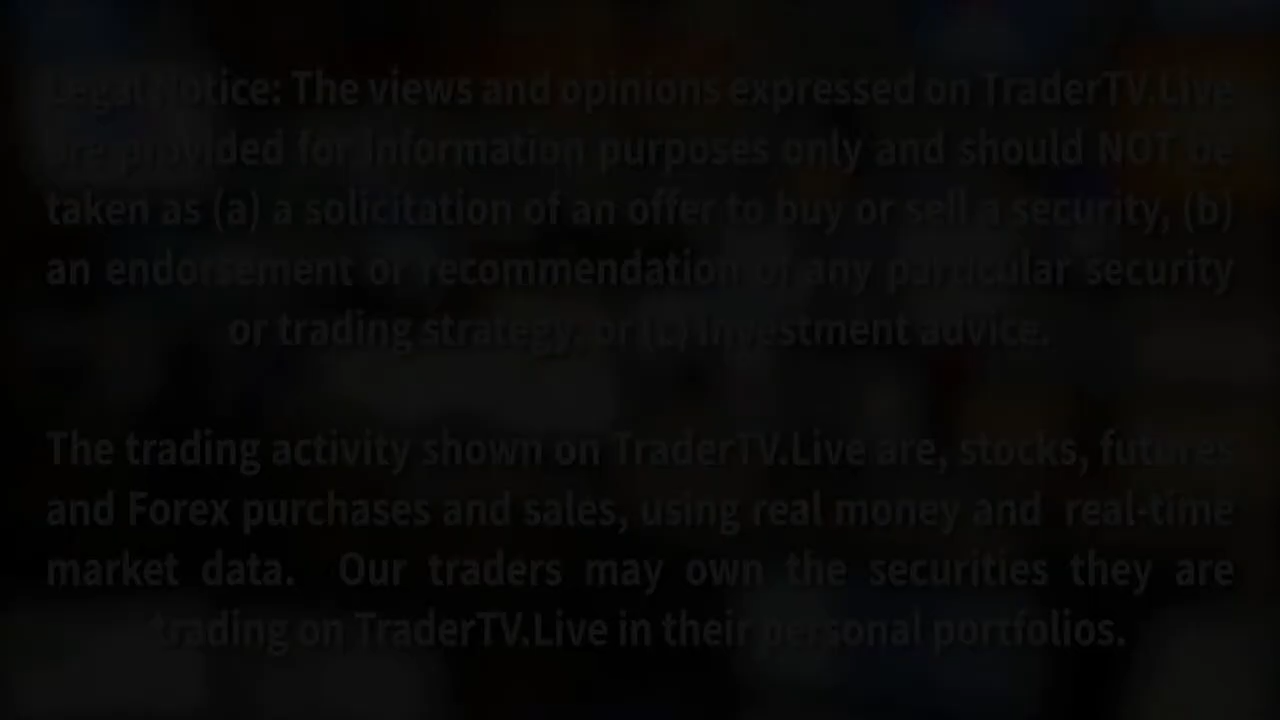 Legal Notice: The views and opinions expressed on TraderTV.Live
are provided for information purposes only and should NOT be
taken as (a) a solicitation of an offer to buy or sell a security, (b)
an endorsement or recommendation of any particular security
or trading strategy, or (c) investment advice.
The trading activity shown on TraderTV.Live are, stocks, futures
and Forex purchases and sales, using real money and real-time
market data. Our traders may own the securities they are
trading on TraderTV.Live in their personal portfolios.